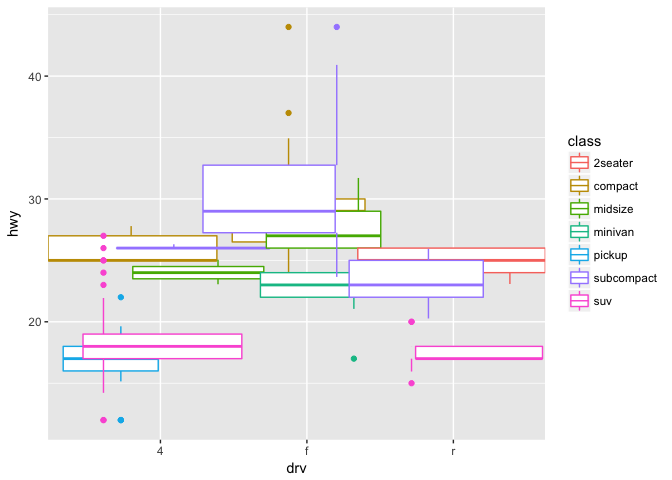 40
30
20
hwy
4 f r
drv
class
2seater
compact
midsize
minivan
pickup
subcompact
suv